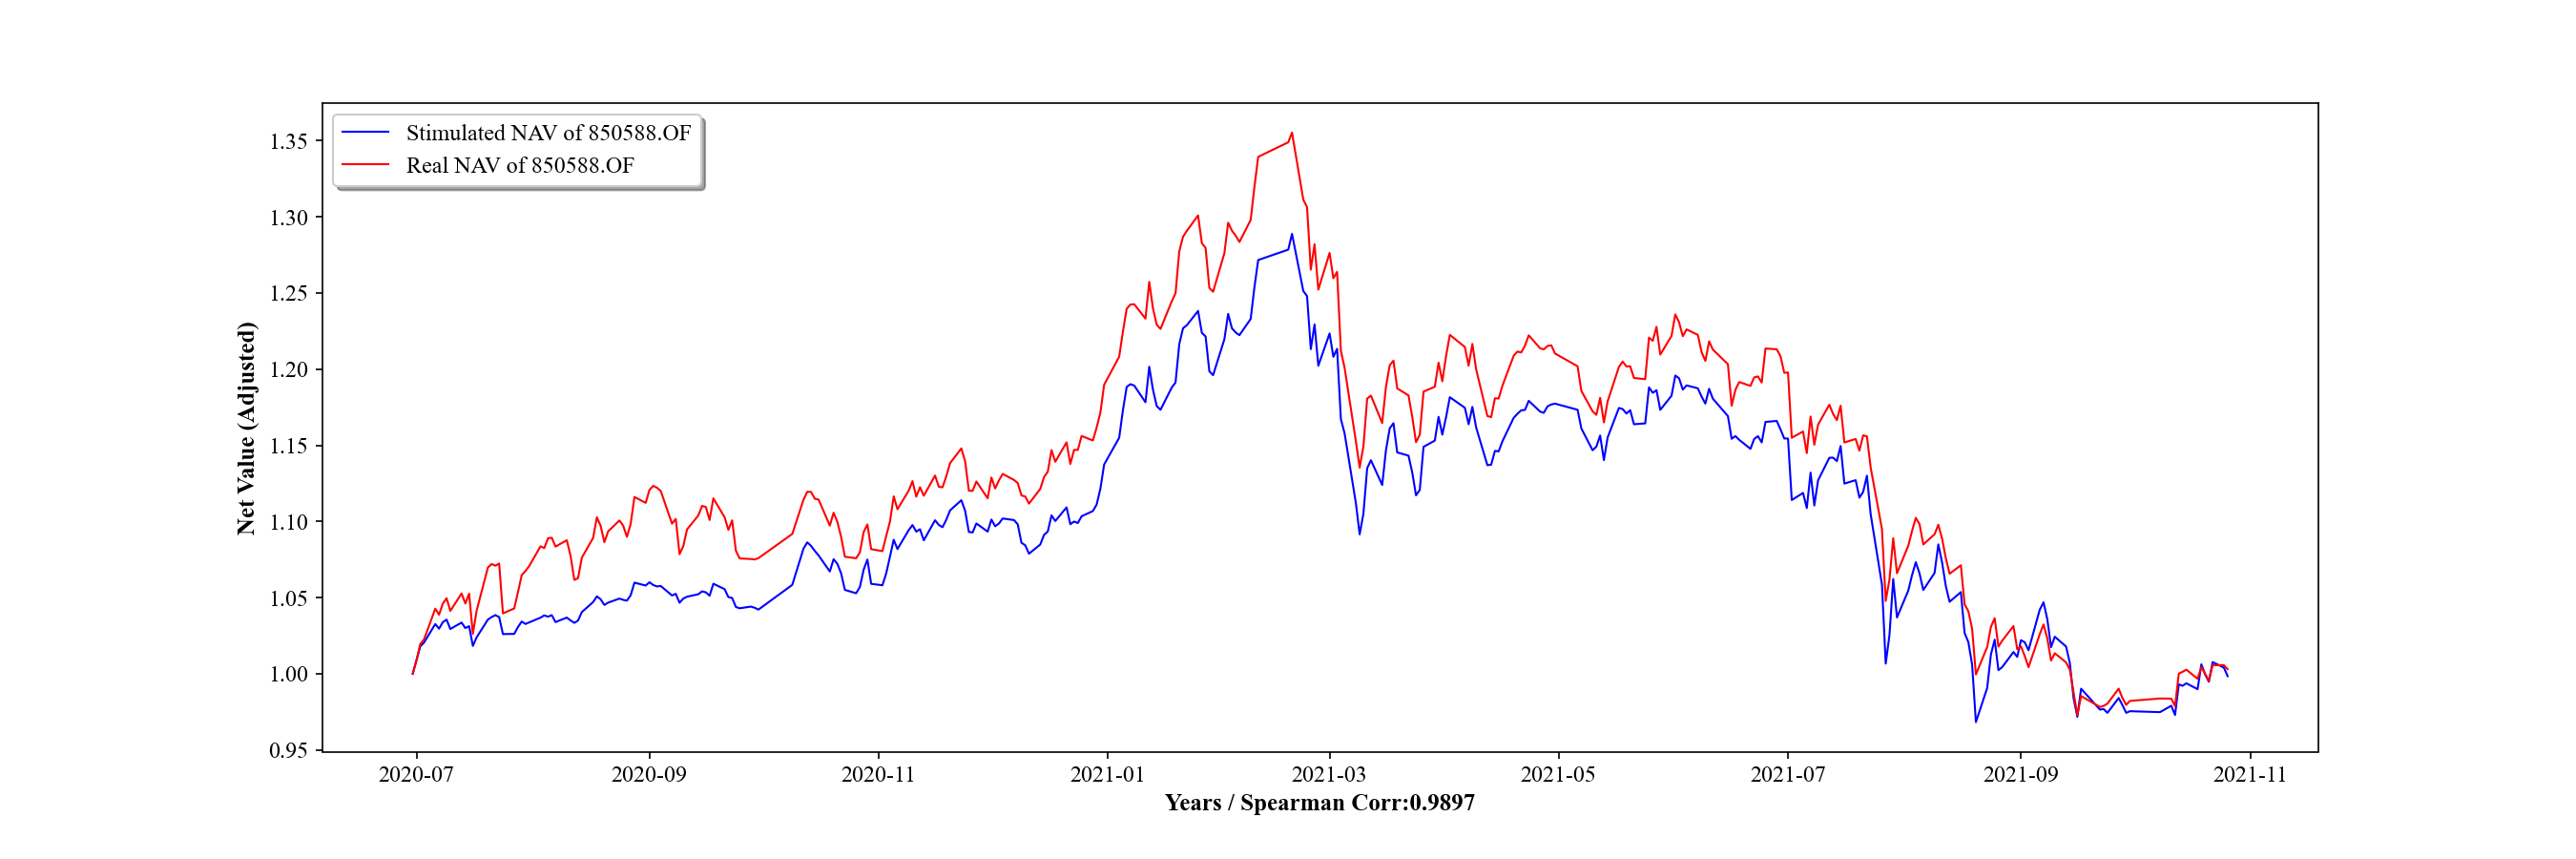 Stimulated NAV of 850588.OF
Real NAV of 850588.OF
1.35
1.30
1.25
1.20
1.15
1.10
1.05
1.00
0.95
Net Value (Adjusted)
2020-07 2020-09 2020-11 2021-01 2021-03 2021-05 2021-07 2021-09 2021-11
Years / Spearman Corr:0.9897